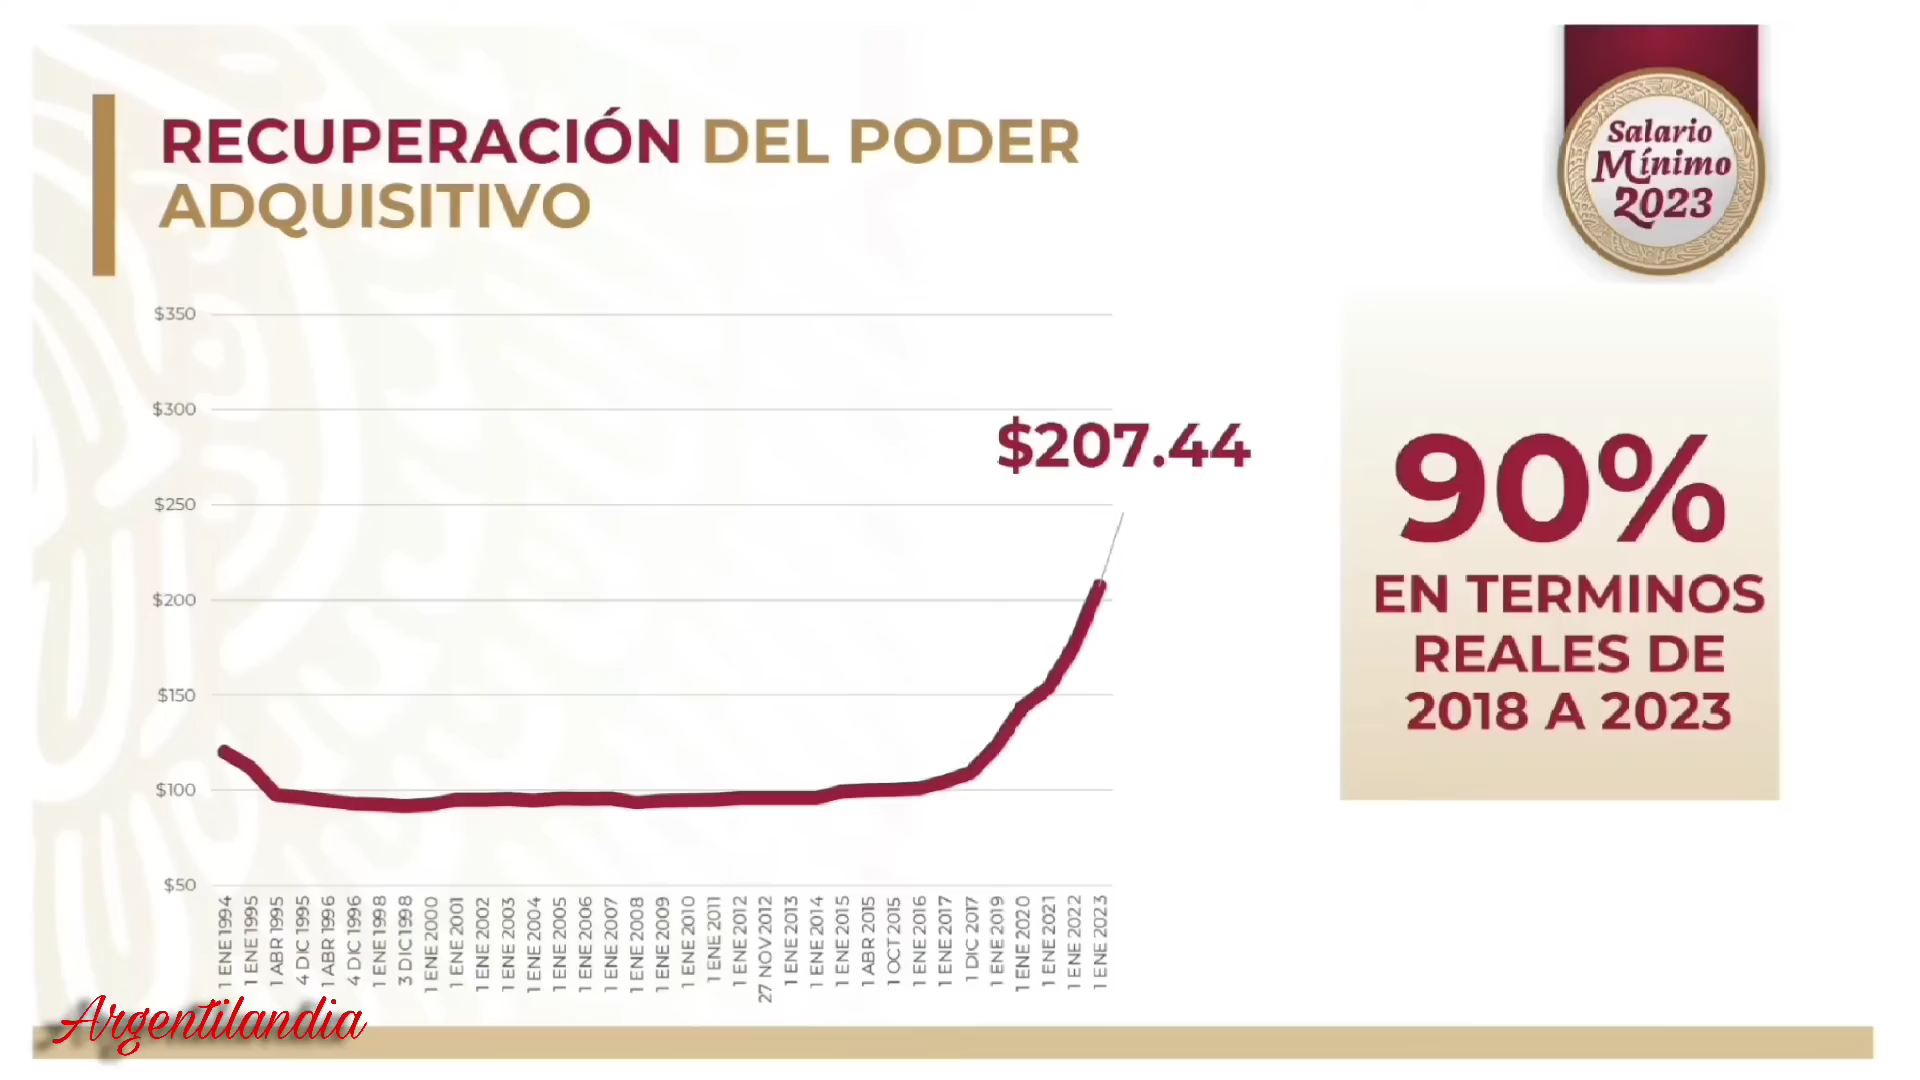 RECUPERACIÓN DEL PODER
ADQUISITIVO
Salario
Mínimo
2023
$350
$300
$250
$200
$150
$100
$50
$207.44
90%
EN TERMINOS
REALES DE
2018 A 2023
1 ENE 1994
1 ENE 1995
1 ABR 1995
4 DIC 1995
1 ABR 1996
4 DIC 1996
1 ENE 1998
3 DIC 1998
1 ENE 2000
1 ENE 2001
1 ENE 2002
1 ENE 2003
1 ENE 2004
1 ENE 2005
1 ENE 2006
1 ENE 2007
1 ENE 2008
1 ENE 2009
1 ENE 2010
1 ENE 2011
1 ENE 2012
27 NOV 2012
1 ENE 2013
1 ENE 2014
1 ENE 2015
1 ABR 2015
1 OCT 2015
1 ENE 2016
1 ENE 2017
1 DIC 2017
1 ENE 2019
1 ENE 2020
1 ENE 2021
1 ENE 2022
1 ENE 2023
Argentilandia